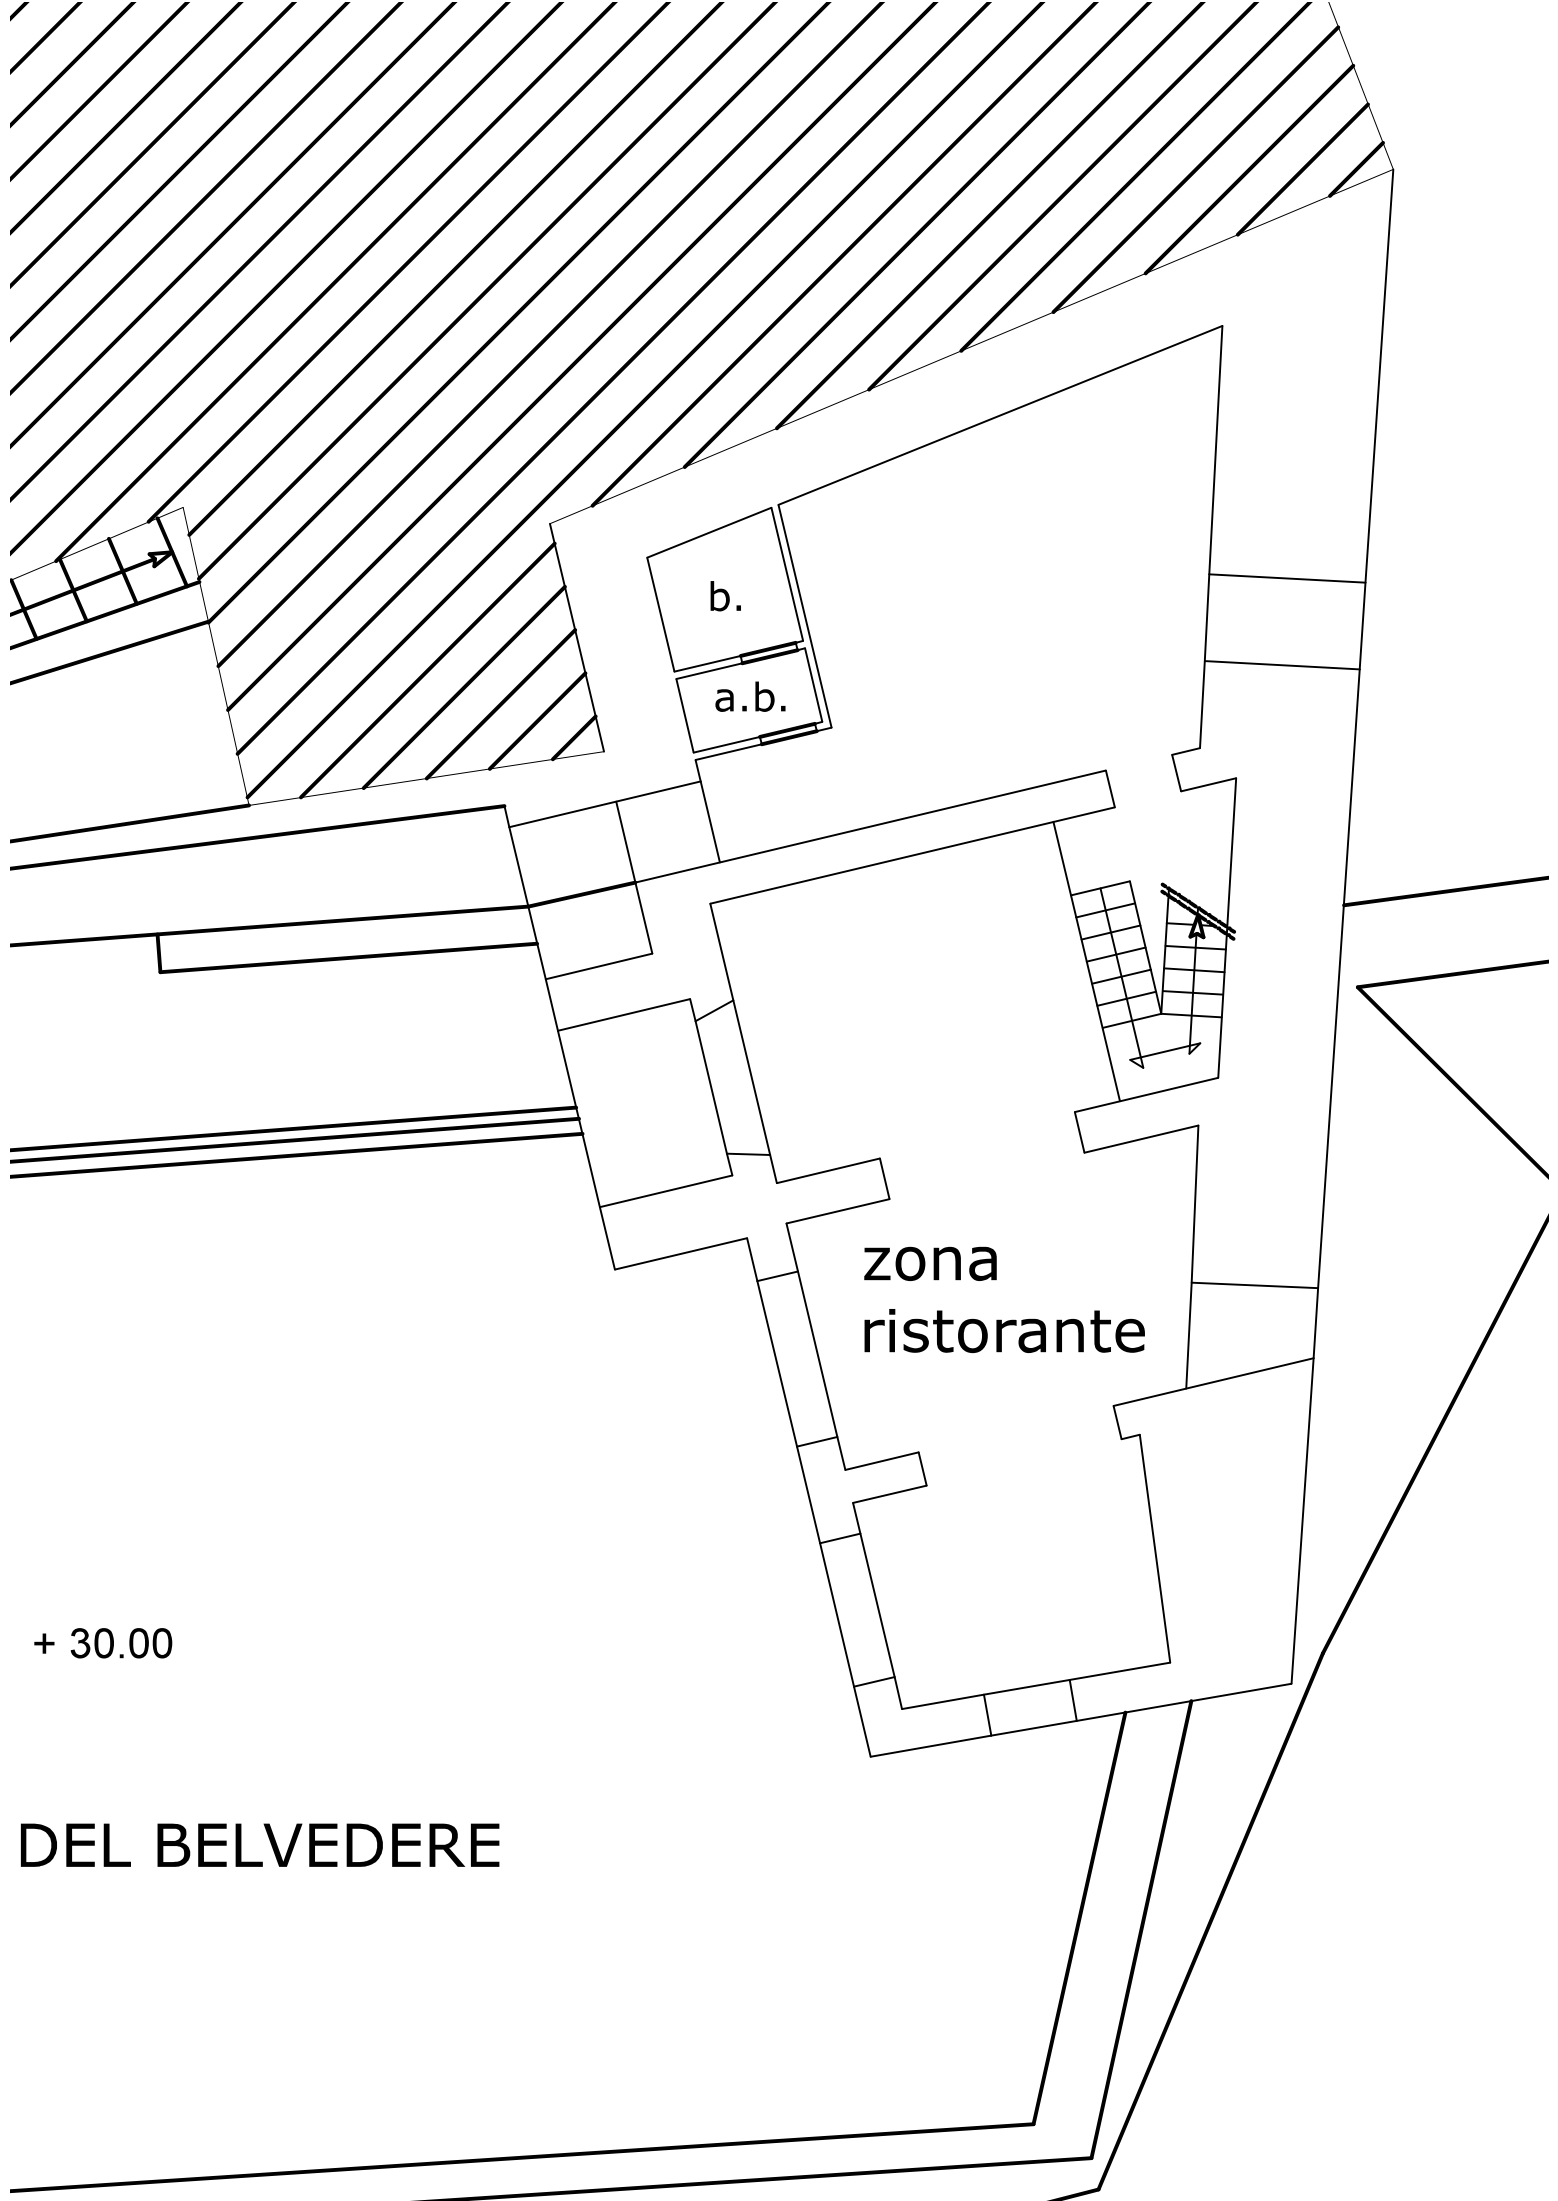 b.
a.b.
zona
ristorante
+ 30.00
DEL BELVEDERE